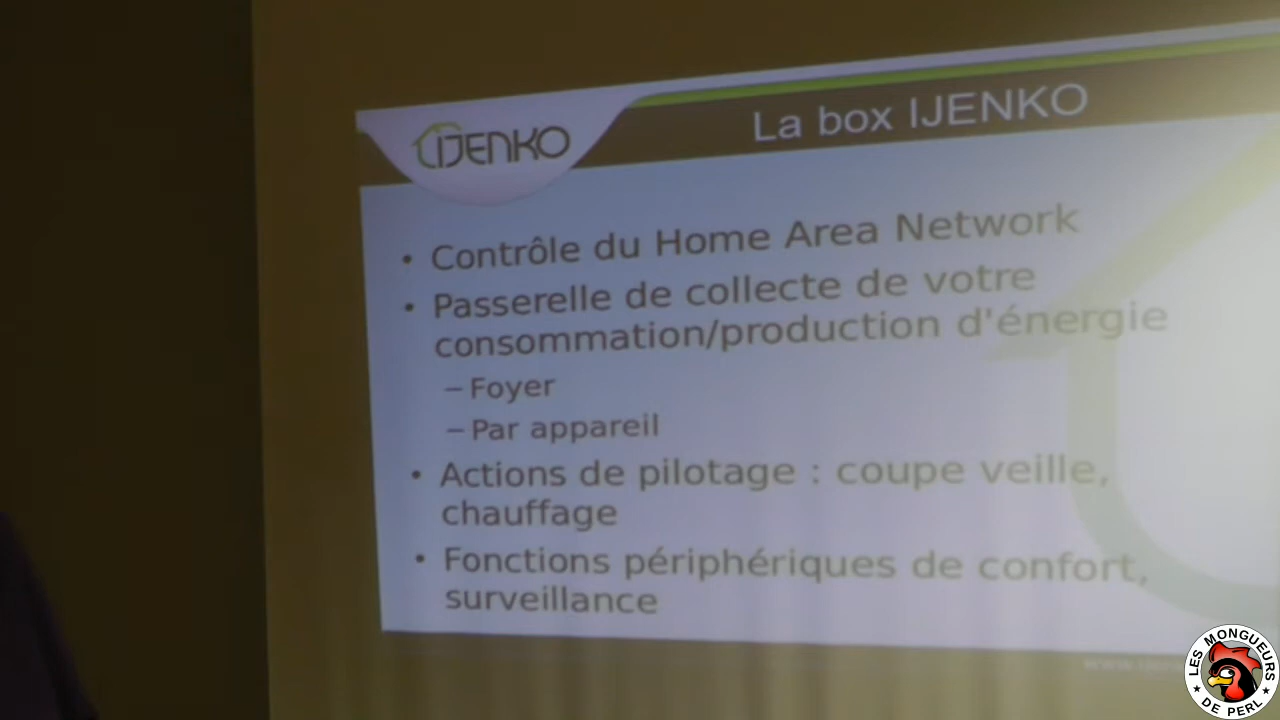 La box IJENKO
IJENKO
• Contrôle du Home Area Network
• Passerelle de collecte de votre
consommation/production d'énergie
– Foyer
– Par appareil
• Actions de pilotage : coupe veille,
chauffage
• Fonctions périphériques de confort,
surveillance
LES MONGUEURS
★ DE PERL ★